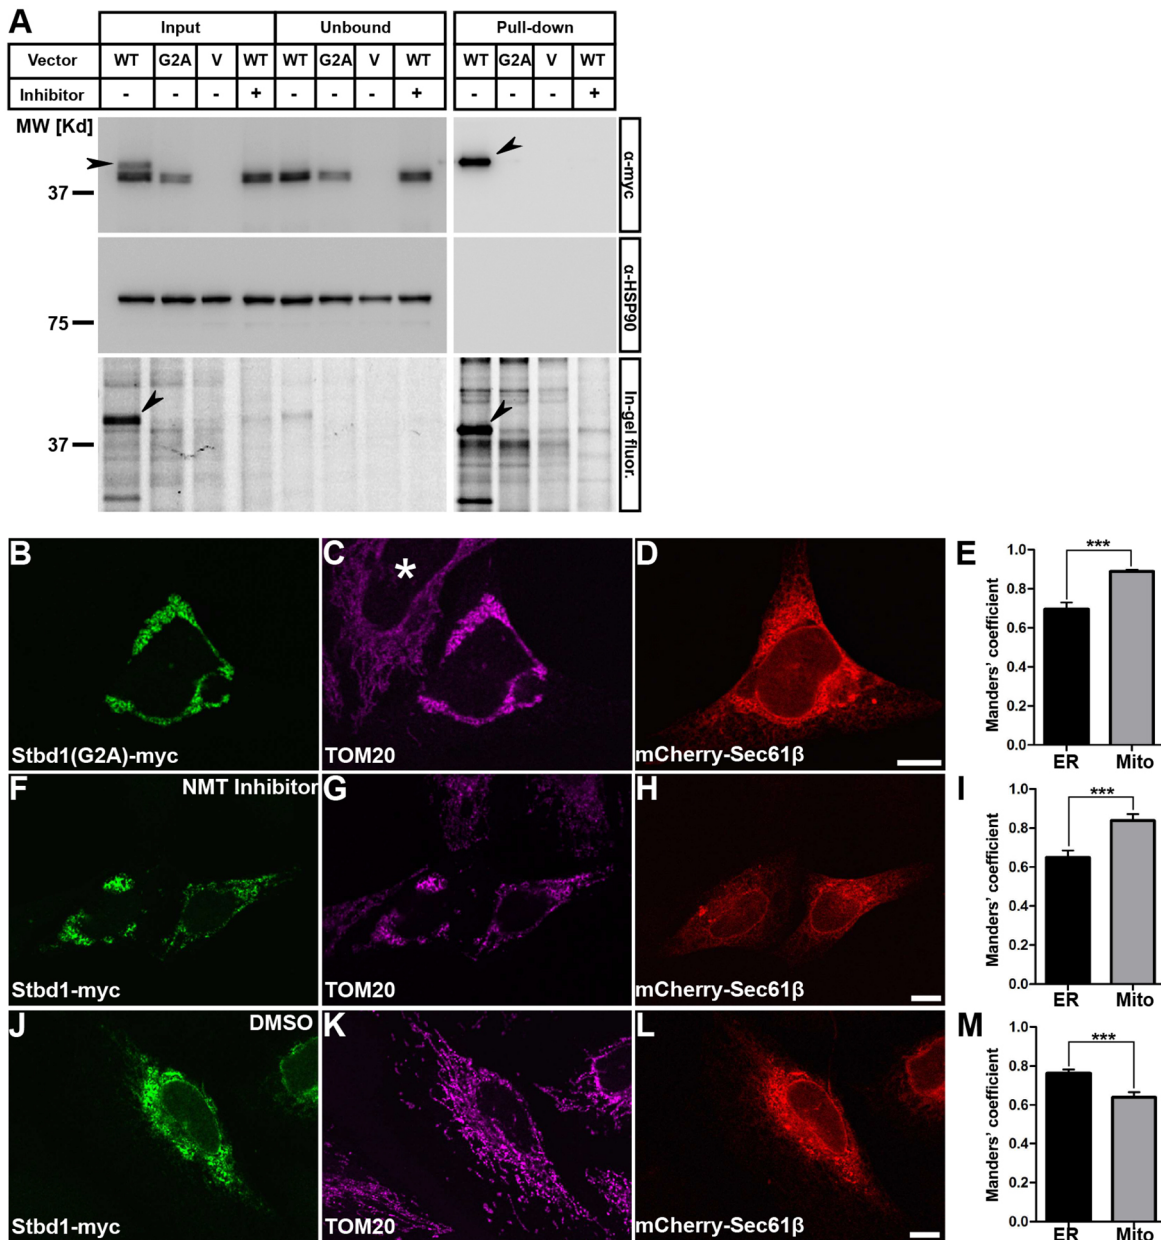 A
Input Unbound Pull-down
Vector WT G2A V WT WT G2A V WT WT G2A V WT
Inhibitor - - - + - - - + - - - +
MW [Kd]
37
α-myc
75
α-HSP90
37
In-gel fluor.
B
Stbd1(G2A)-myc
C
*
TOM20
D
mCherry-Sec61β
E
***
Manders' coefficient
1.0
0.8
0.6
0.4
0.2
0.0
ER Mito
F
NMT Inhibitor
Stbd1-myc
G
TOM20
H
mCherry-Sec61β
I
***
Manders' coefficient
1.0
0.8
0.6
0.4
0.2
0.0
ER Mito
J
DMSO
Stbd1-myc
K
TOM20
L
mCherry-Sec61β
M
***
Manders' coefficient
1.0
0.8
0.6
0.4
0.2
0.0
ER Mito